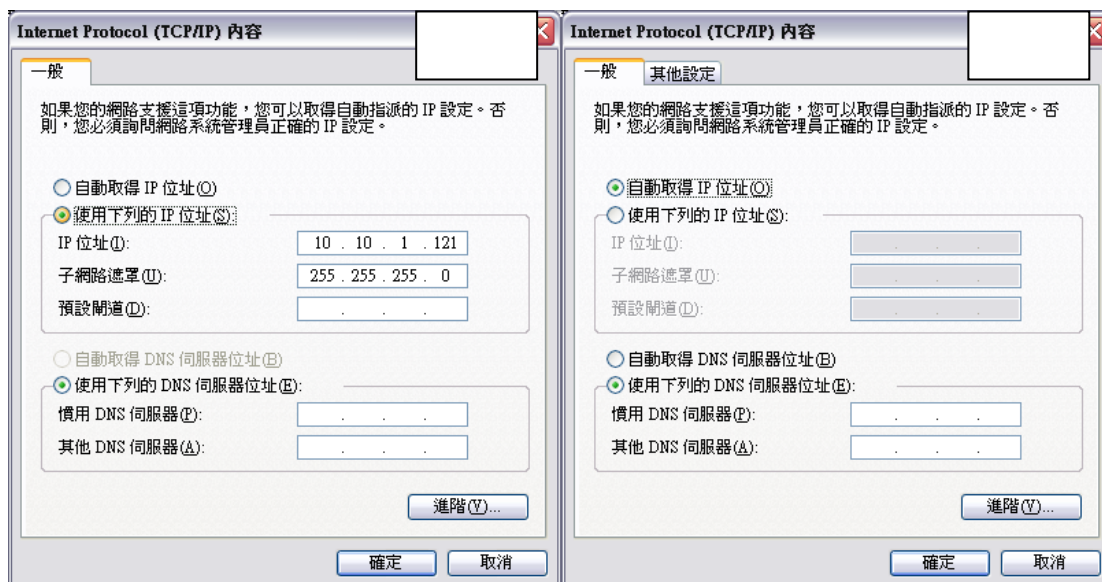 Internet Protocol (TCP/IP) 內容
一般
如果您的網路支援這項功能，您可以取得自動指派的 IP 設定。否
則，您必須詢問網路系統管理員正確的 IP 設定。
自動取得 IP 位址(O)
使用下列的 IP 位址(S):
IP 位址(I): 10 . 10 . 1 . 121
子網路遮罩(U): 255 . 255 . 255 . 0
預設閘道(D): . . .
自動取得 DNS 伺服器位址(B)
使用下列的 DNS 伺服器位址(E):
慣用 DNS 伺服器(P): . . .
其他 DNS 伺服器(A): . . .
進階(V)...
確定 取消
Internet Protocol (TCP/IP) 內容
一般 其他設定
如果您的網路支援這項功能，您可以取得自動指派的 IP 設定。否
則，您必須詢問網路系統管理員正確的 IP 設定。
自動取得 IP 位址(O)
使用下列的 IP 位址(S):
IP 位址(I): . . .
子網路遮罩(U): . . .
預設閘道(D): . . .
自動取得 DNS 伺服器位址(B)
使用下列的 DNS 伺服器位址(E):
慣用 DNS 伺服器(P): . . .
其他 DNS 伺服器(A): . . .
進階(V)...
確定 取消